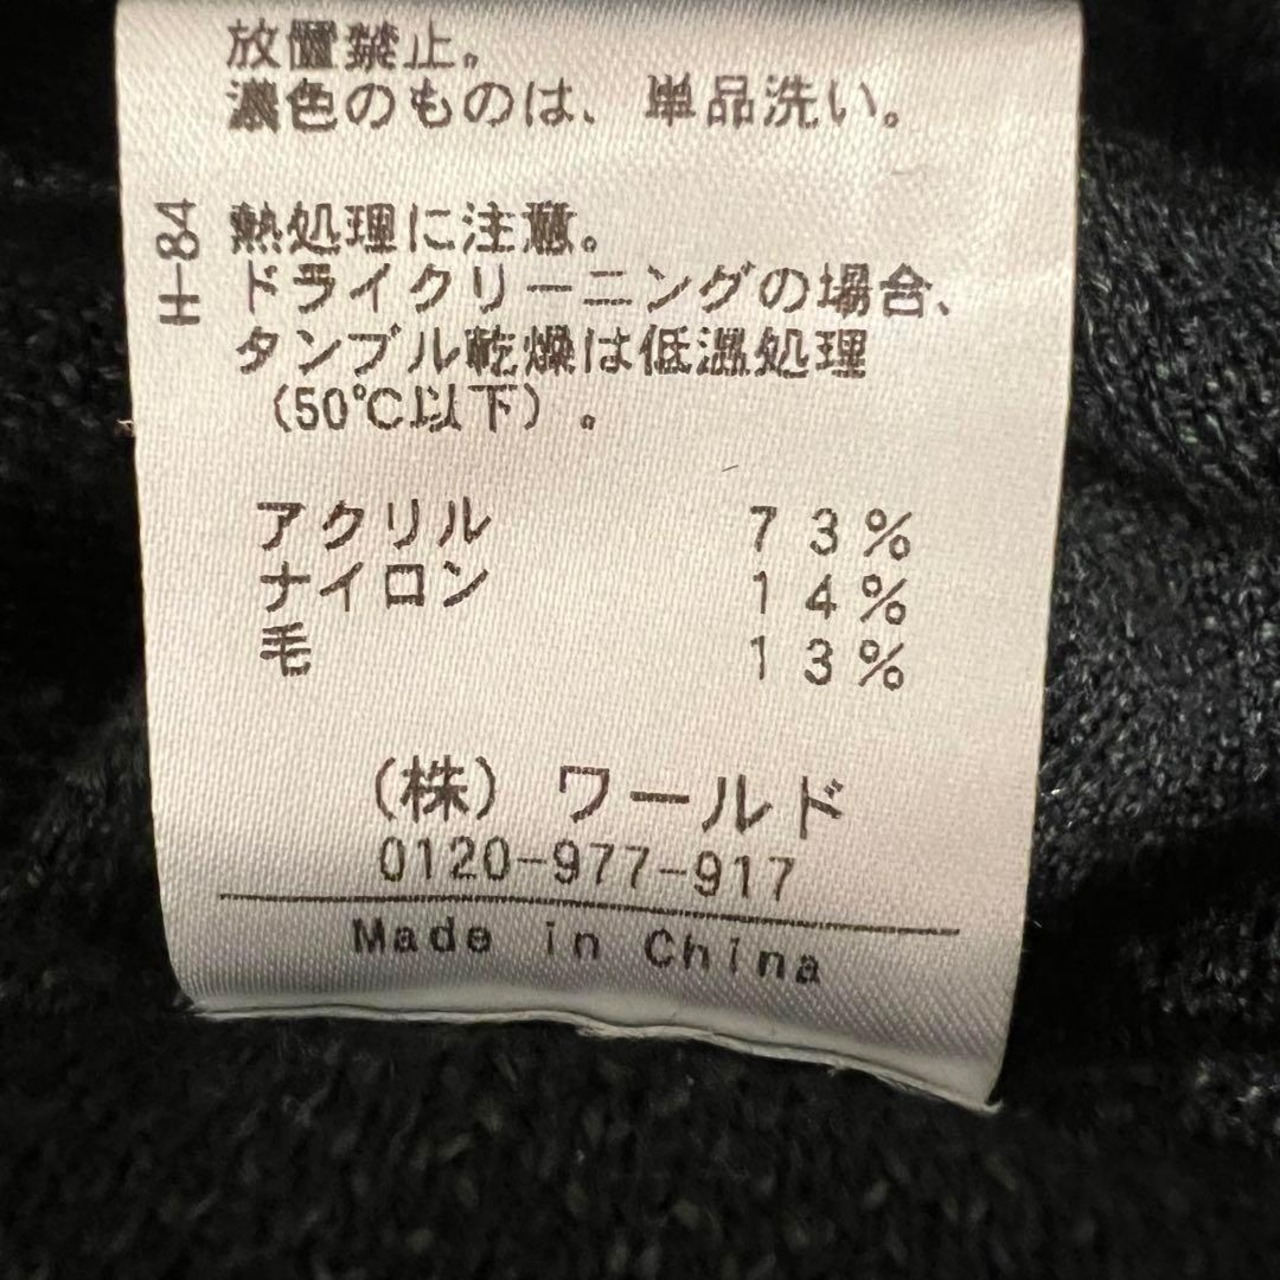 放置禁止。
濃色のものは、単品洗い。
H-84
熱処理に注意。
ドライクリーニングの場合、
タンブル乾燥は低温処理
（50℃以下）。
アクリル 73%
ナイロン 14%
毛 13%
（株）ワールド
0120-977-917
Made in China